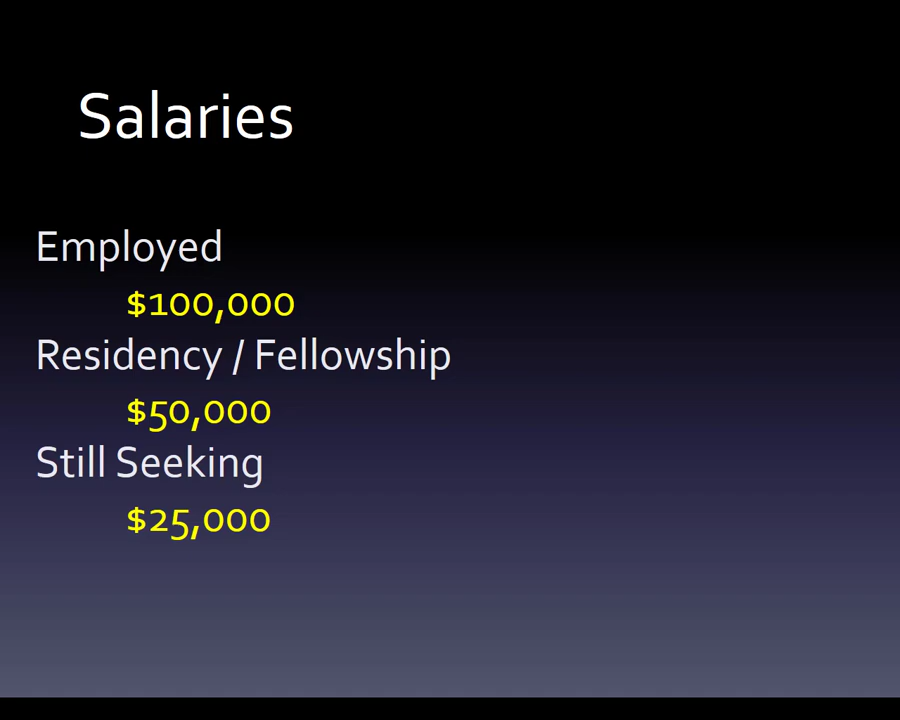 Salaries
Employed
$100,000
Residency / Fellowship
$50,000
Still Seeking
$25,000